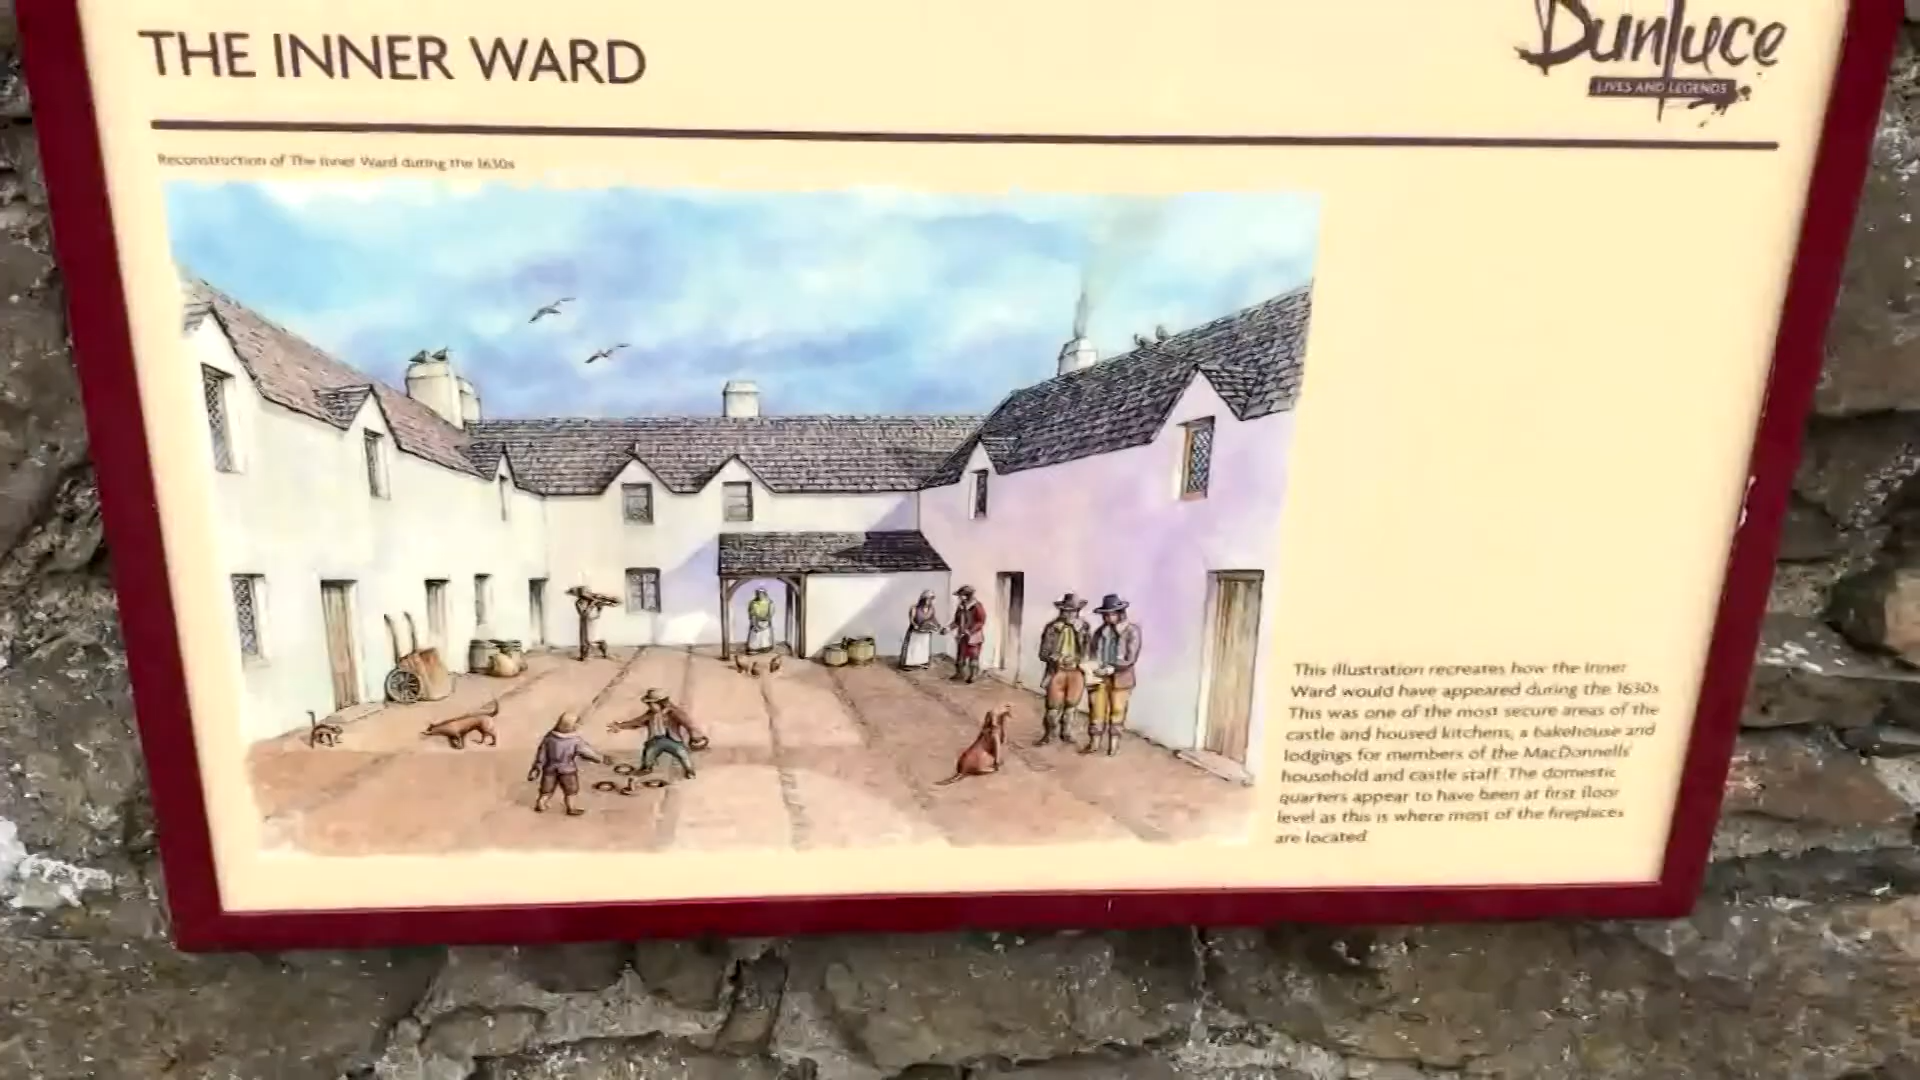 THE INNER WARD
Dunluce
LIVES AND LEGENDS
Reconstruction of The Inner Ward during the 1630s
This illustration recreates how the Inner
Ward would have appeared during the 1630s
This was one of the most secure areas of the
castle and housed kitchens, a bakehouse and
lodgings for members of the MacDonnells'
household and castle staff. The domestic
quarters appear to have been at first floor
level as this is where most of the fireplaces
are located